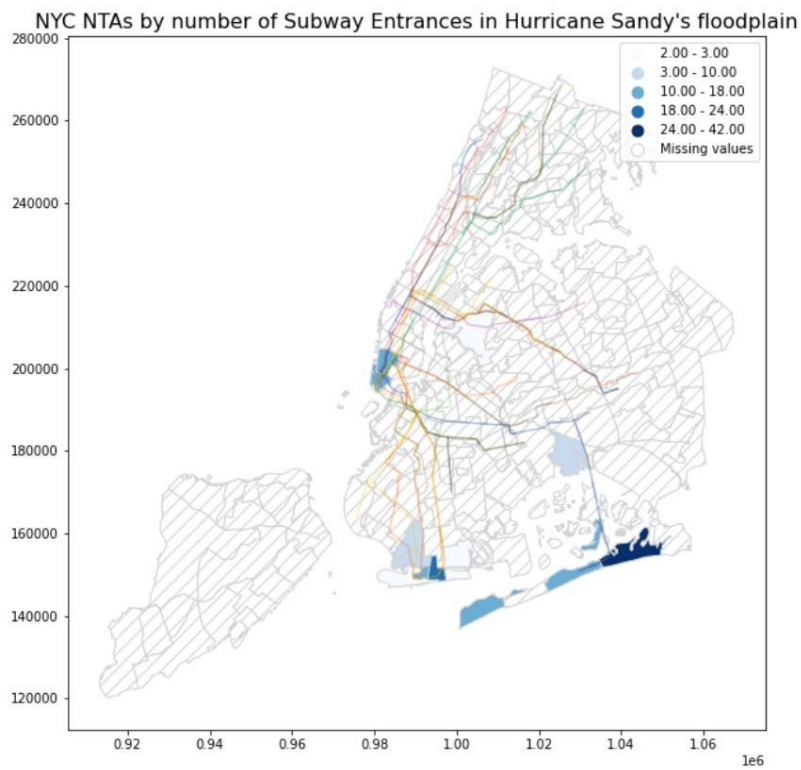 NYC NTAs by number of Subway Entrances in Hurricane Sandy's floodplain
280000
260000
240000
220000
200000
180000
160000
140000
120000
2.00 - 3.00
3.00 - 10.00
10.00 - 18.00
18.00 - 24.00
24.00 - 42.00
Missing values
0.92 0.94 0.96 0.98 1.00 1.02 1.04 1.06
1e6